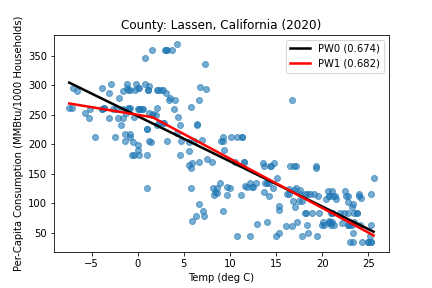 County: Lassen, California (2020)
Per-Capita Consumption (MMBtu/1000 Households)
350
300
250
200
150
100
50
PW0 (0.674)
PW1 (0.682)
−5 0 5 10 15 20 25
Temp (deg C)